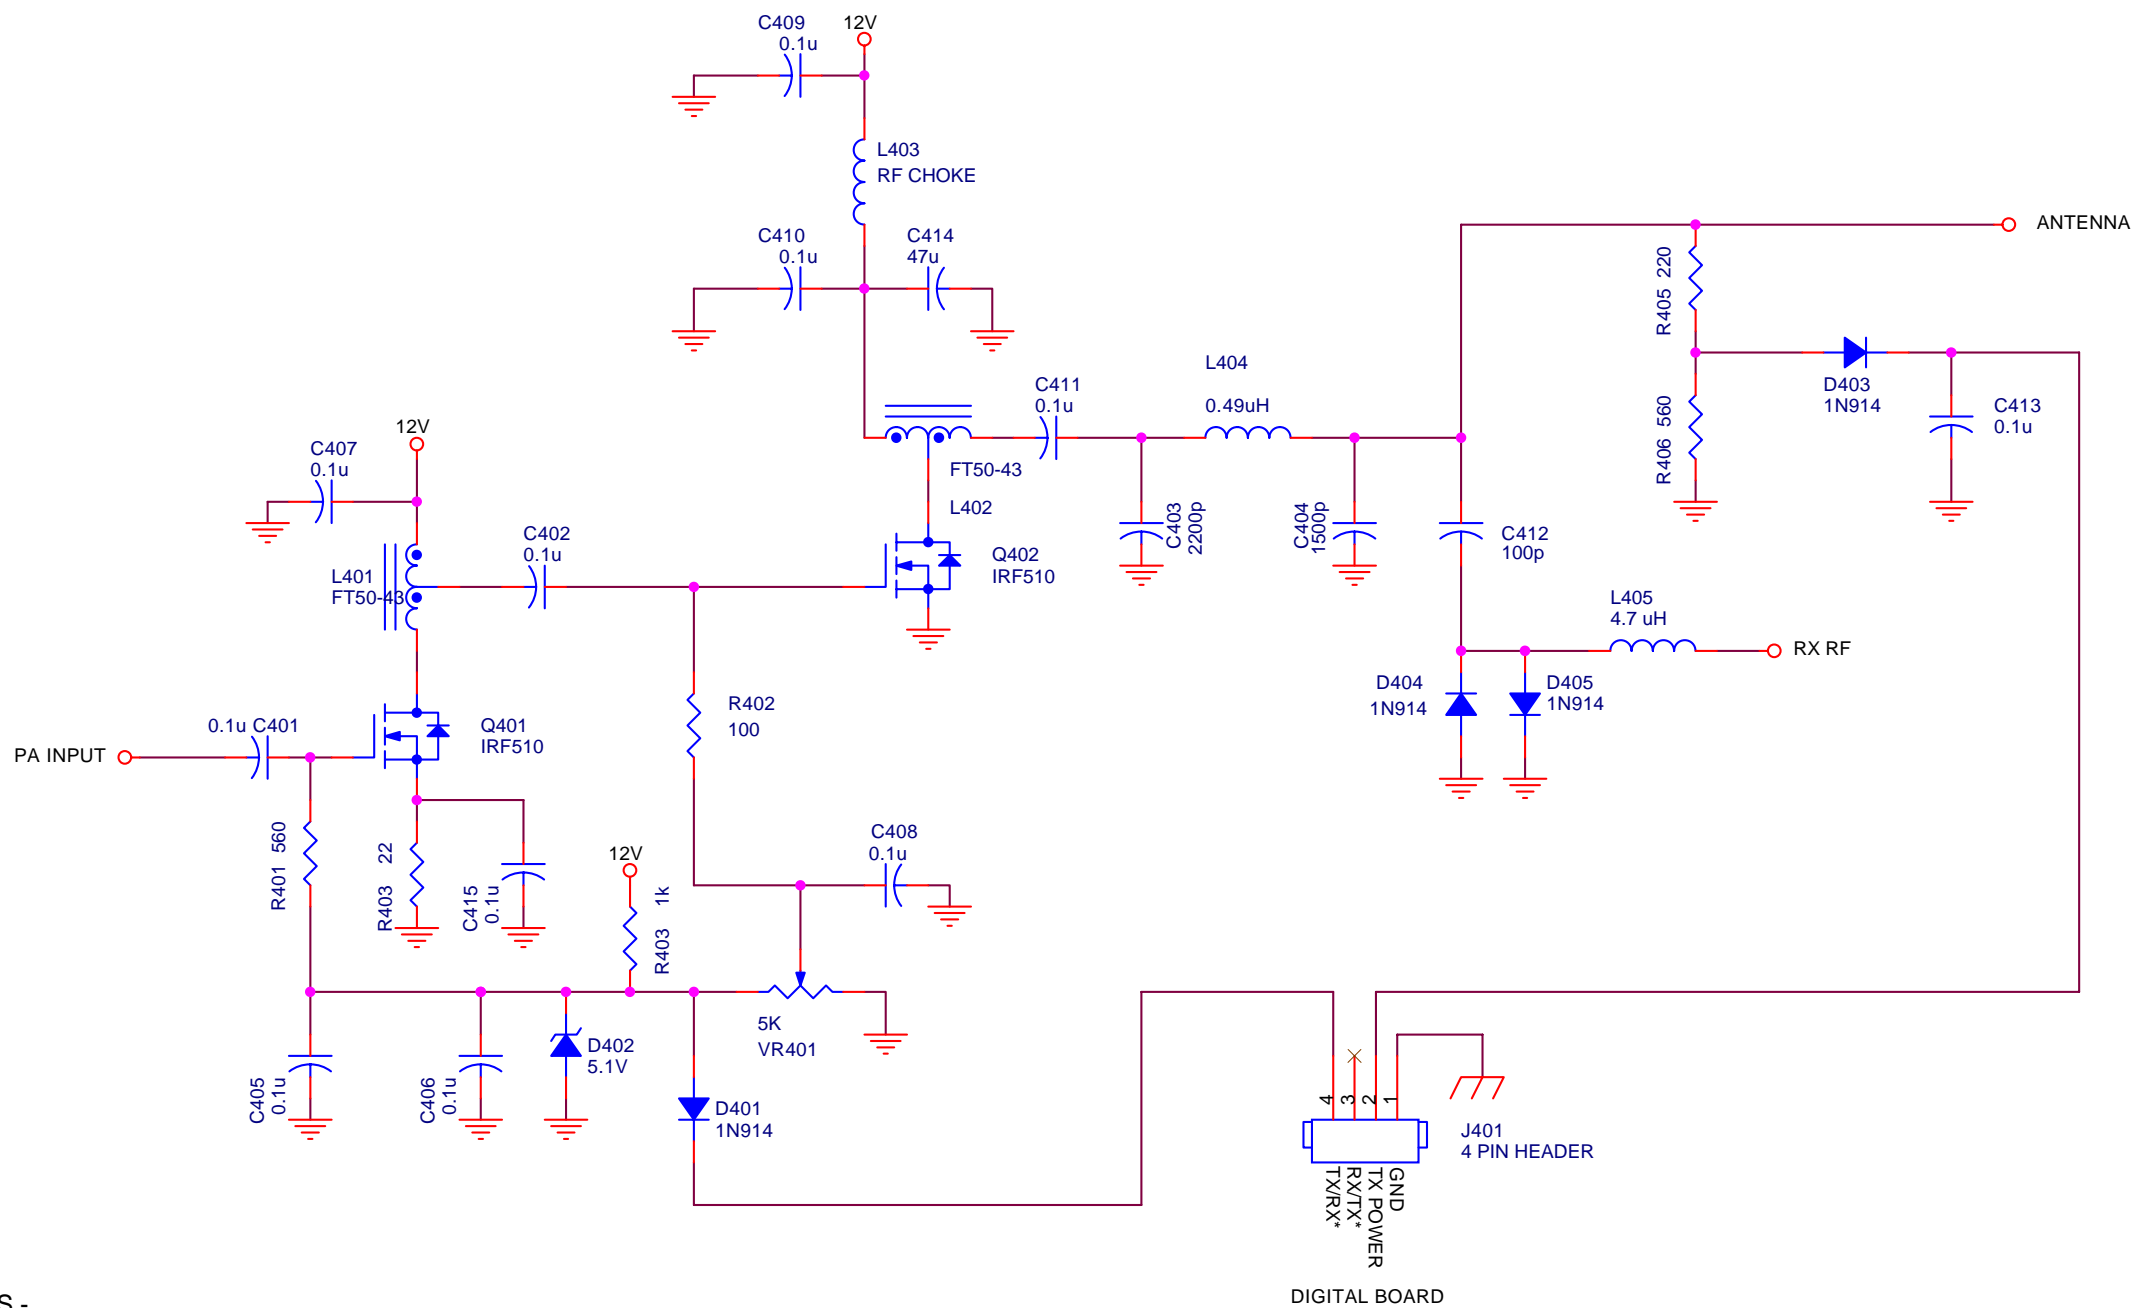 C409
0.1u
12V
L403
RF CHOKE
C410
0.1u
C414
47u
ANTENNA
R405 220
L404
0.49uH
C411
0.1u
D403
1N914
C413
0.1u
R406 560
12V
C407
0.1u
FT50-43
L402
C403
2200p
C404
1500p
C402
0.1u
C412
100p
Q402
IRF510
L401
FT50-43
L405
4.7 uH
RX RF
D404
1N914
D405
1N914
R402
100
0.1u C401
Q401
IRF510
PA INPUT
R401 560
R403 22
C415
0.1u
12V
R403 1k
C408
0.1u
5K
VR401
D402
5.1V
C405
0.1u
C406
0.1u
D401
1N914
4
3
2
1
J401
4 PIN HEADER
TX/RX*
RX/TX*
TX POWER
GND
DIGITAL BOARD
S -